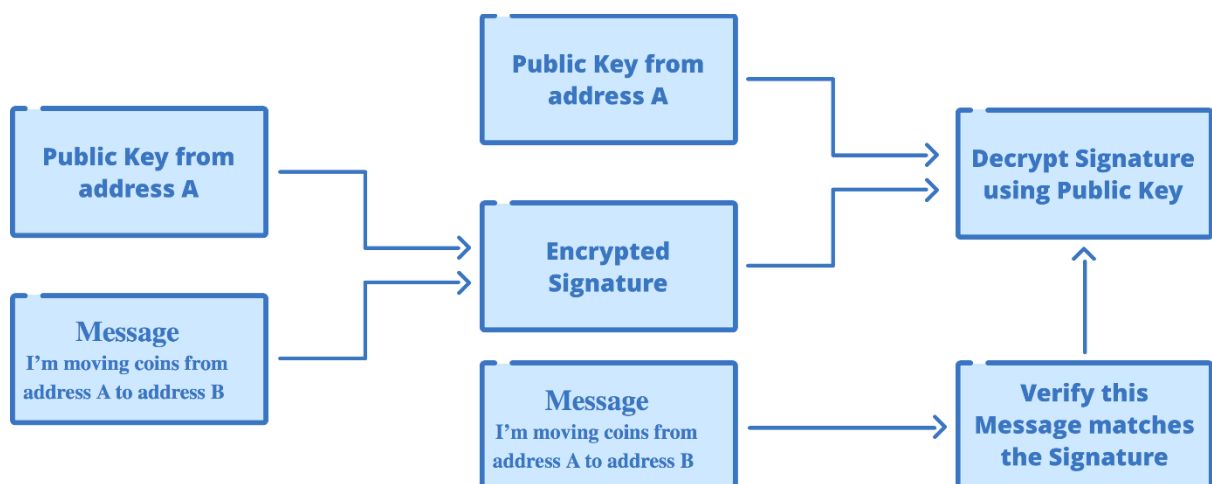 Public Key from
address A
Message
I'm moving coins from
address A to address B
Public Key from
address A
Encrypted
Signature
Message
I'm moving coins from
address A to address B
Decrypt Signature
using Public Key
Verify this
Message matches
the Signature